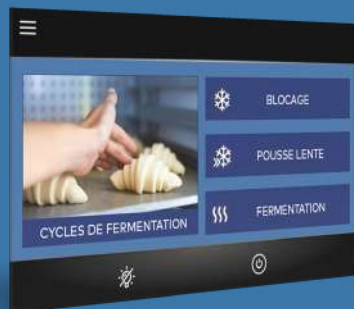 CYCLES DE FERMENTATION
BLOCAGE
POUSSE LENTE
FERMENTATION